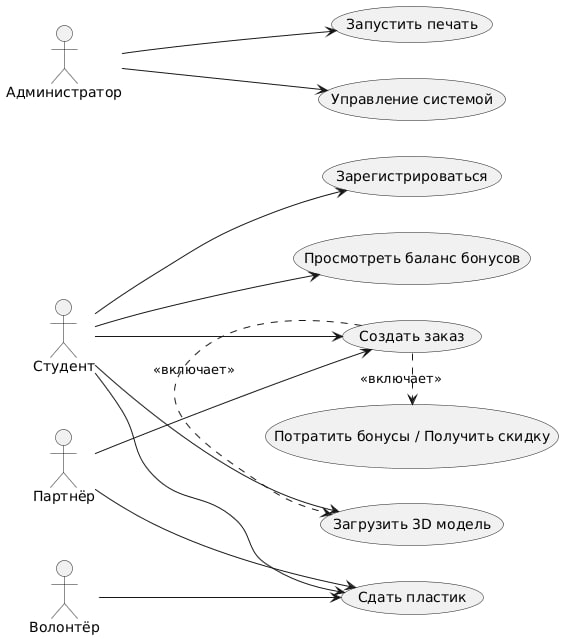 Запустить печать
Администратор
Управление системой
Зарегистрироваться
Просмотреть баланс бонусов
Создать заказ
Студент
«включает»
«включает»
Потратить бонусы / Получить скидку
Партнёр
Загрузить 3D модель
Сдать пластик
Волонтёр